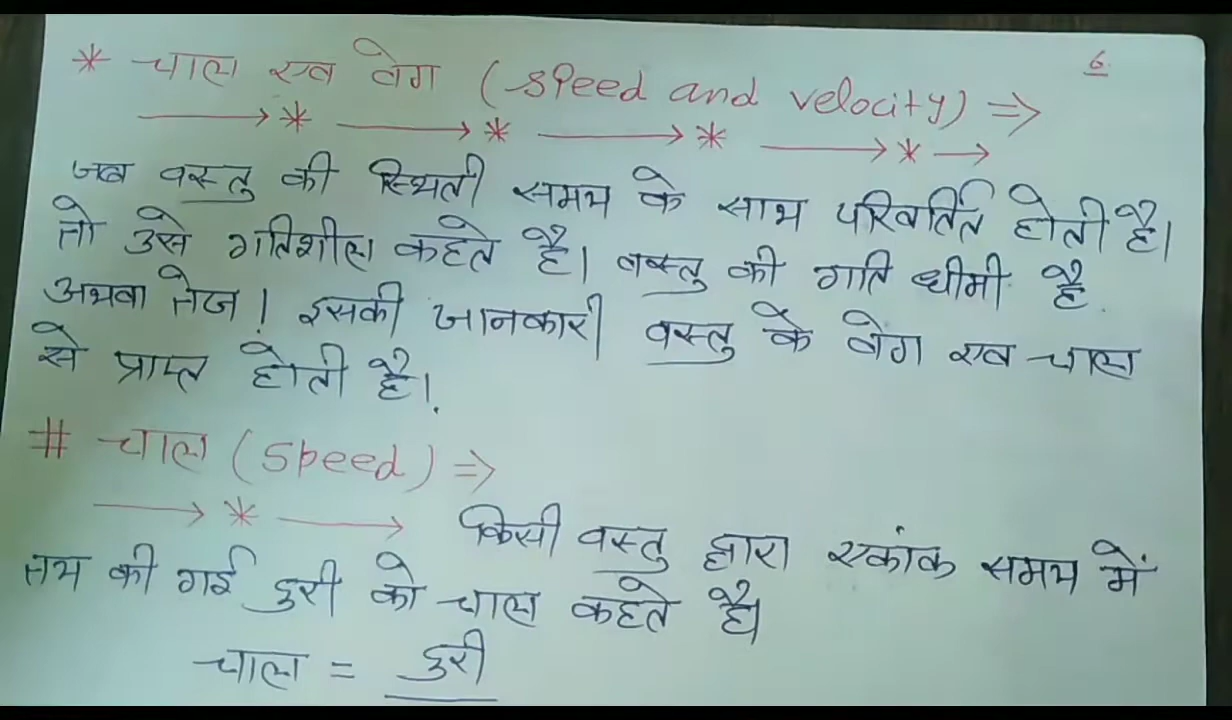 6
* चाल एव वेग (speed and velocity) =>
जब वस्तु की स्थिती समय के साथ परिवर्तित होती है।
तो उसे गतिशील कहते है। वस्तु की गति धीमी है
अथवा तेज! इसकी जानकारी वस्तु के वेग एव चाल
से प्राप्त होती है।
# चाल (speed) =>
किसी वस्तु द्वारा एकांक समय में
तय की गई दुरी को चाल कहते है।
चाल = दुरी